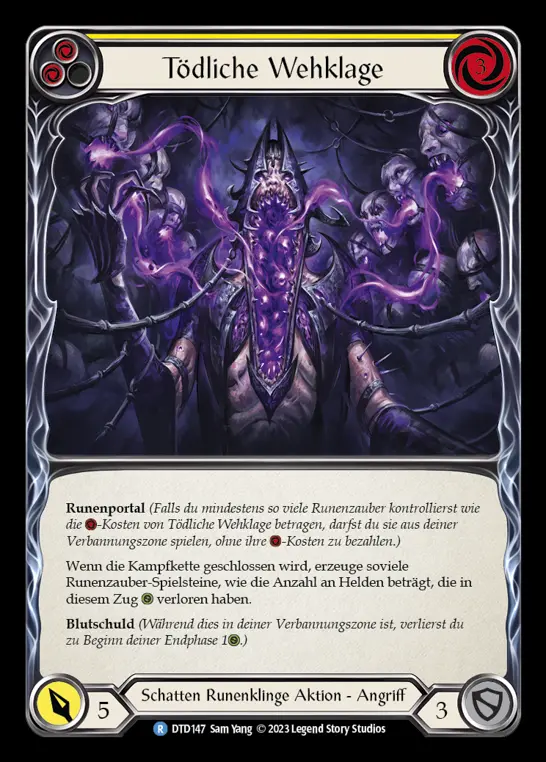 Tödliche Wehklage
3
Runenportal (Falls du mindestens so viele Runenzauber kontrollierst wie
die -Kosten von Tödliche Wehklage betragen, darfst du sie aus deiner
Verbannungszone spielen, ohne ihre -Kosten zu bezahlen.)
Wenn die Kampfkette geschlossen wird, erzeuge soviele
Runenzauber-Spielsteine, wie die Anzahl an Helden beträgt, die in
diesem Zug verloren haben.
Blutschuld (Während dies in deiner Verbannungszone ist, verlierst du
zu Beginn deiner Endphase 1.)
5
Schatten Runenklinge Aktion - Angriff
3
R DTD147 Sam Yang © 2023 Legend Story Studios